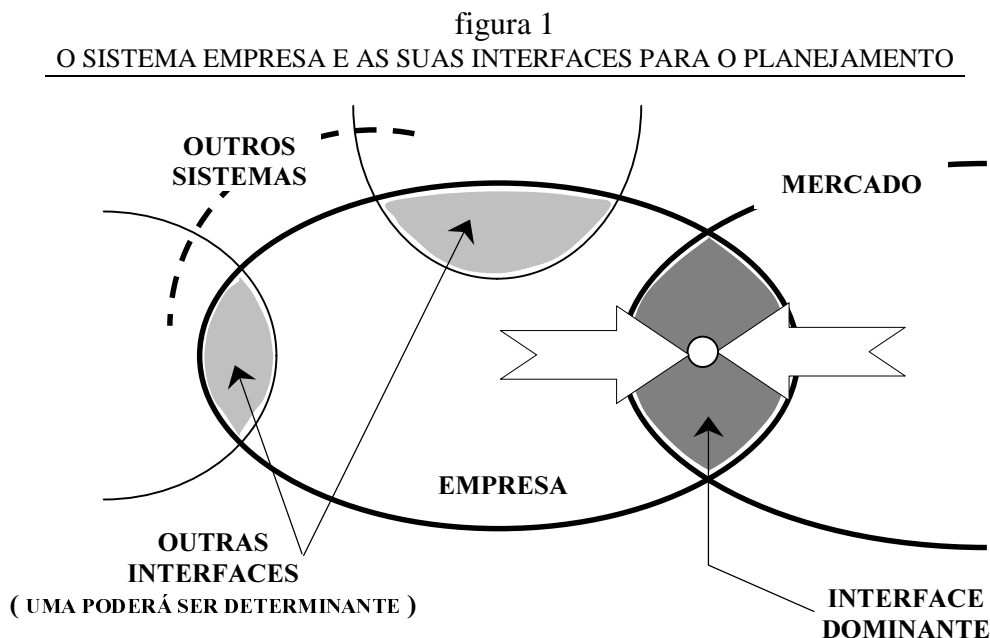 figura 1
O SISTEMA EMPRESA E AS SUAS INTERFACES PARA O PLANEJAMENTO
OUTROS
SISTEMAS
MERCADO
EMPRESA
OUTRAS
INTERFACES
( UMA PODERÁ SER DETERMINANTE )
INTERFACE
DOMINANTE